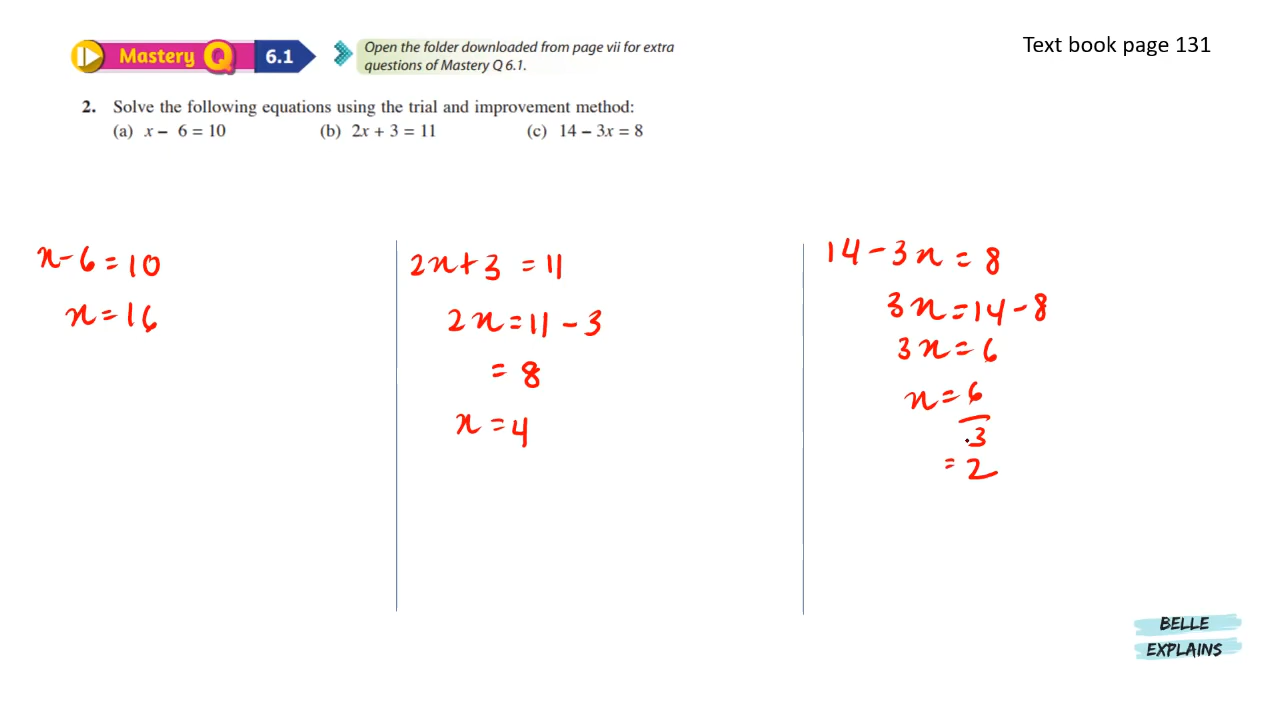 Mastery Q 6.1
Open the folder downloaded from page vii for extra
questions of Mastery Q 6.1.
Text book page 131
2. Solve the following equations using the trial and improvement method:
(a) x – 6 = 10 (b) 2x + 3 = 11 (c) 14 – 3x = 8
x - 6 = 10
x = 16
2x + 3 = 11
2x = 11 - 3
= 8
x = 4
14 - 3x = 8
3x = 14 - 8
3x = 6
x = 6
3
= 2
BELLE
EXPLAINS